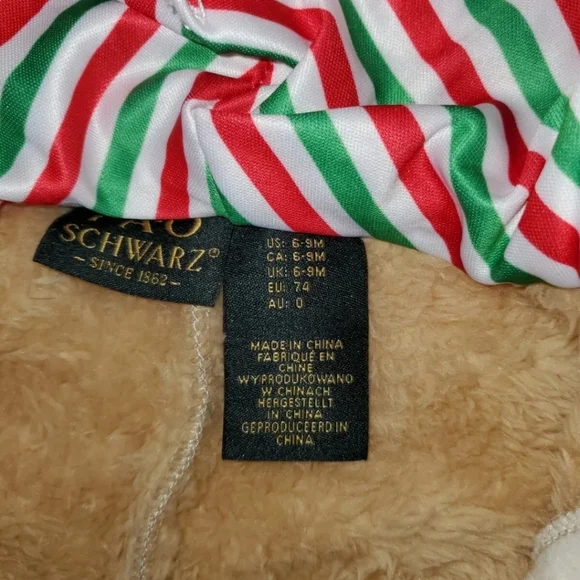 FAO
SCHWARZ®
— SINCE 1862 —
US: 6-9M
CA: 6-9M
UK: 6-9M
EU: 74
AU: 0
MADE IN CHINA
FABRIQUÉ EN
CHINE
WYPRODUKOWANO
W CHINACH
HERGESTELLT
IN CHINA
GEPRODUCEERD IN
CHINA